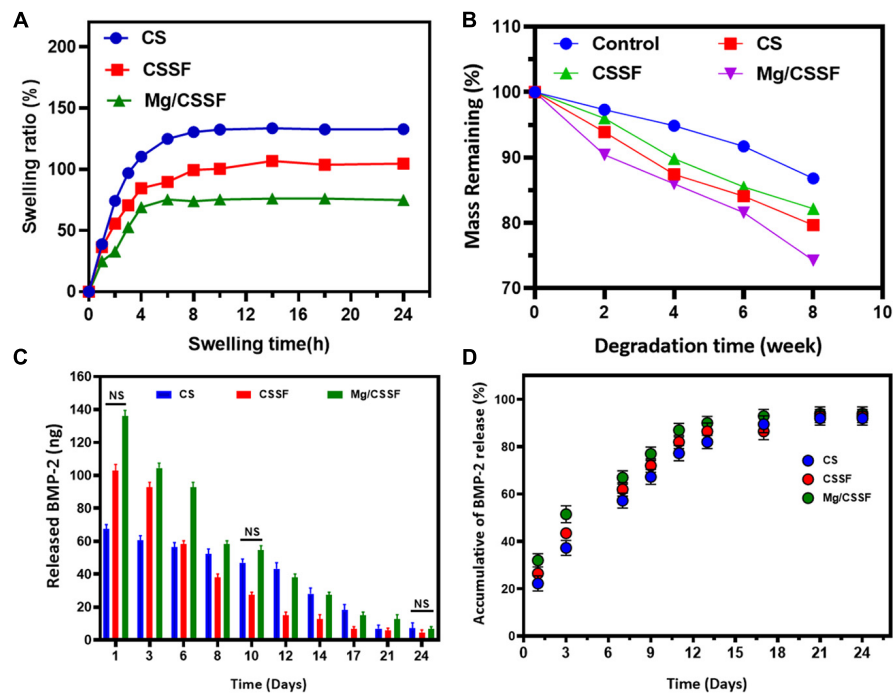 A
CS
CSSF
Mg/CSSF
Swelling ratio (%)
200
150
100
50
0
0 4 8 12 16 20 24
Swelling time(h)
B
Control
CS
CSSF
Mg/CSSF
Mass Remaining (%)
110
100
90
80
70
0 2 4 6 8 10
Degradation time (week)
C
CS
CSSF
Mg/CSSF
Released BMP-2 (ng)
160
140
120
100
80
60
40
20
0
NS
NS
NS
1 3 6 8 10 12 14 17 21 24
Time (Days)
D
Accumulative of BMP-2 release (%)
100
80
60
40
20
0
CS
CSSF
Mg/CSSF
0 3 6 9 12 15 18 21 24
Time (Days)